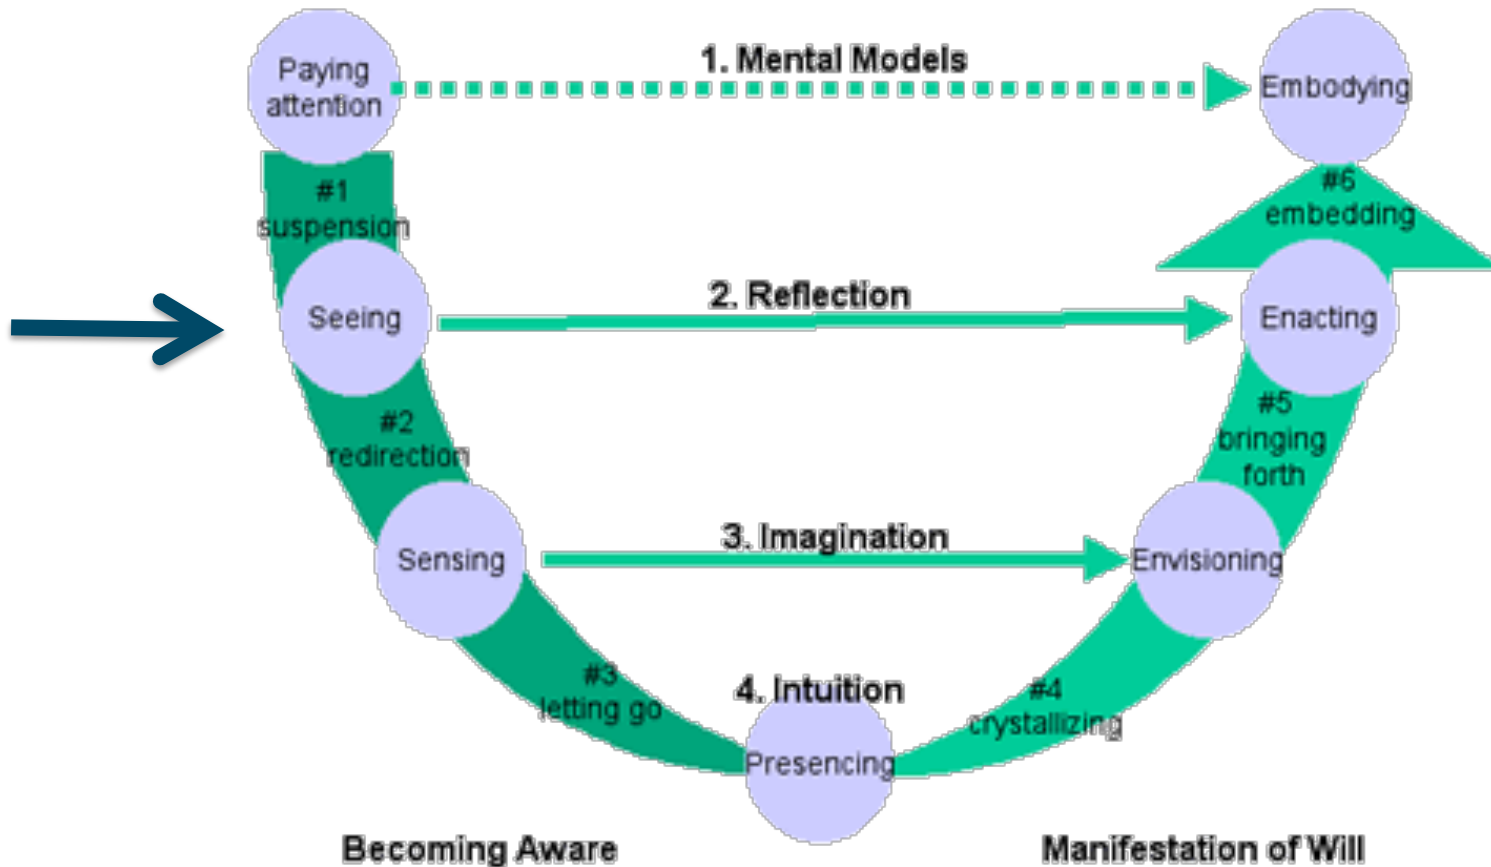 1. Mental Models
Paying
attention
Embodying
#1
suspension
#6
embedding
2. Reflection
Seeing
Enacting
#2
redirection
#5
bringing
forth
3. Imagination
Sensing
Envisioning
#3
letting go
4. Intuition
#4
crystallizing
Presencing
Becoming Aware
Manifestation of Will